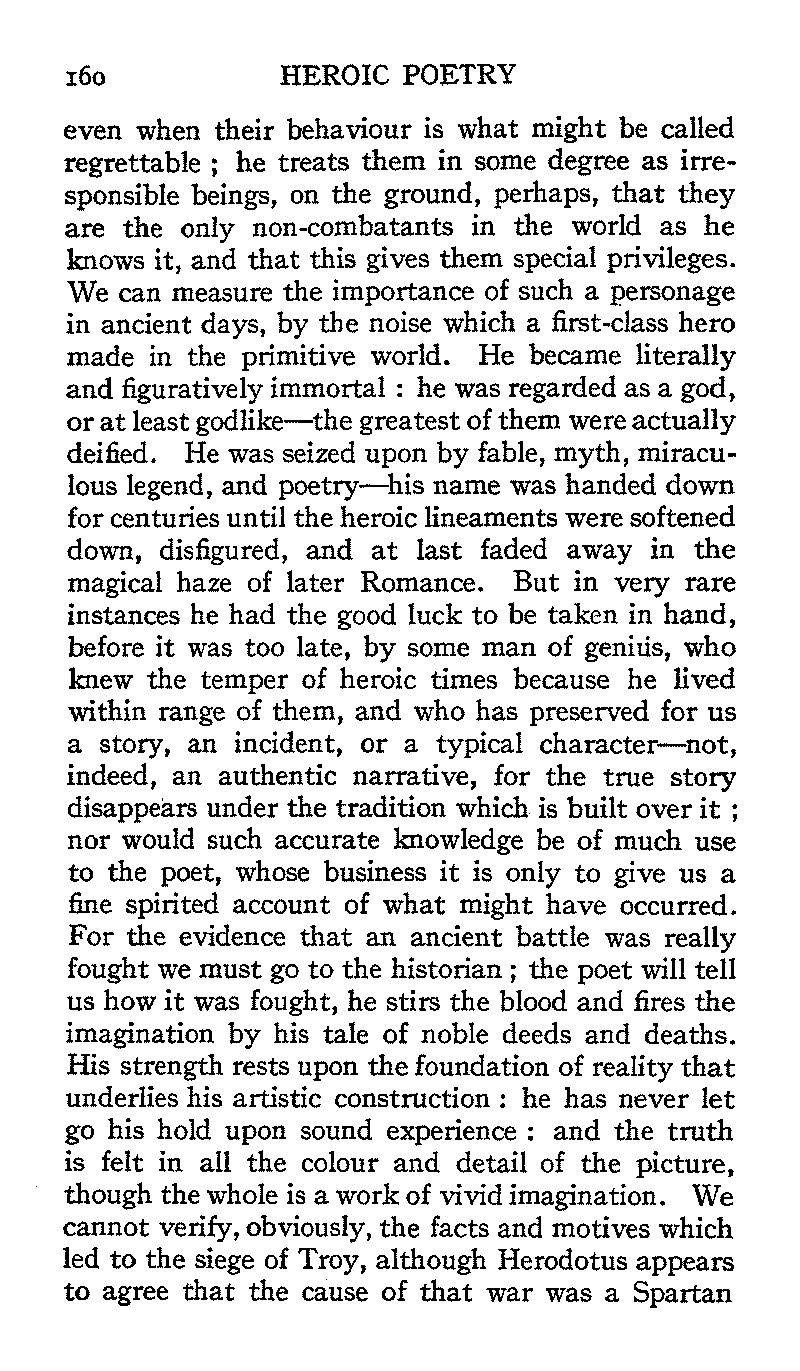 160 HEROIC POETRY
even when their behaviour is what might be called
regrettable ; he treats them in some degree as irre-
sponsible beings, on the ground, perhaps, that they
are the only non-combatants in the world as he
knows it, and that this gives them special privileges.
We can measure the importance of such a personage
in ancient days, by the noise which a first-class hero
made in the primitive world. He became literally
and figuratively immortal : he was regarded as a god,
or at least godlike—the greatest of them were actually
deified. He was seized upon by fable, myth, miracu-
lous legend, and poetry—his name was handed down
for centuries until the heroic lineaments were softened
down, disfigured, and at last faded away in the
magical haze of later Romance. But in very rare
instances he had the good luck to be taken in hand,
before it was too late, by some man of genius, who
knew the temper of heroic times because he lived
within range of them, and who has preserved for us
a story, an incident, or a typical character—not,
indeed, an authentic narrative, for the true story
disappears under the tradition which is built over it ;
nor would such accurate knowledge be of much use
to the poet, whose business it is only to give us a
fine spirited account of what might have occurred.
For the evidence that an ancient battle was really
fought we must go to the historian ; the poet will tell
us how it was fought, he stirs the blood and fires the
imagination by his tale of noble deeds and deaths.
His strength rests upon the foundation of reality that
underlies his artistic construction : he has never let
go his hold upon sound experience : and the truth
is felt in all the colour and detail of the picture,
though the whole is a work of vivid imagination. We
cannot verify, obviously, the facts and motives which
led to the siege of Troy, although Herodotus appears
to agree that the cause of that war was a Spartan